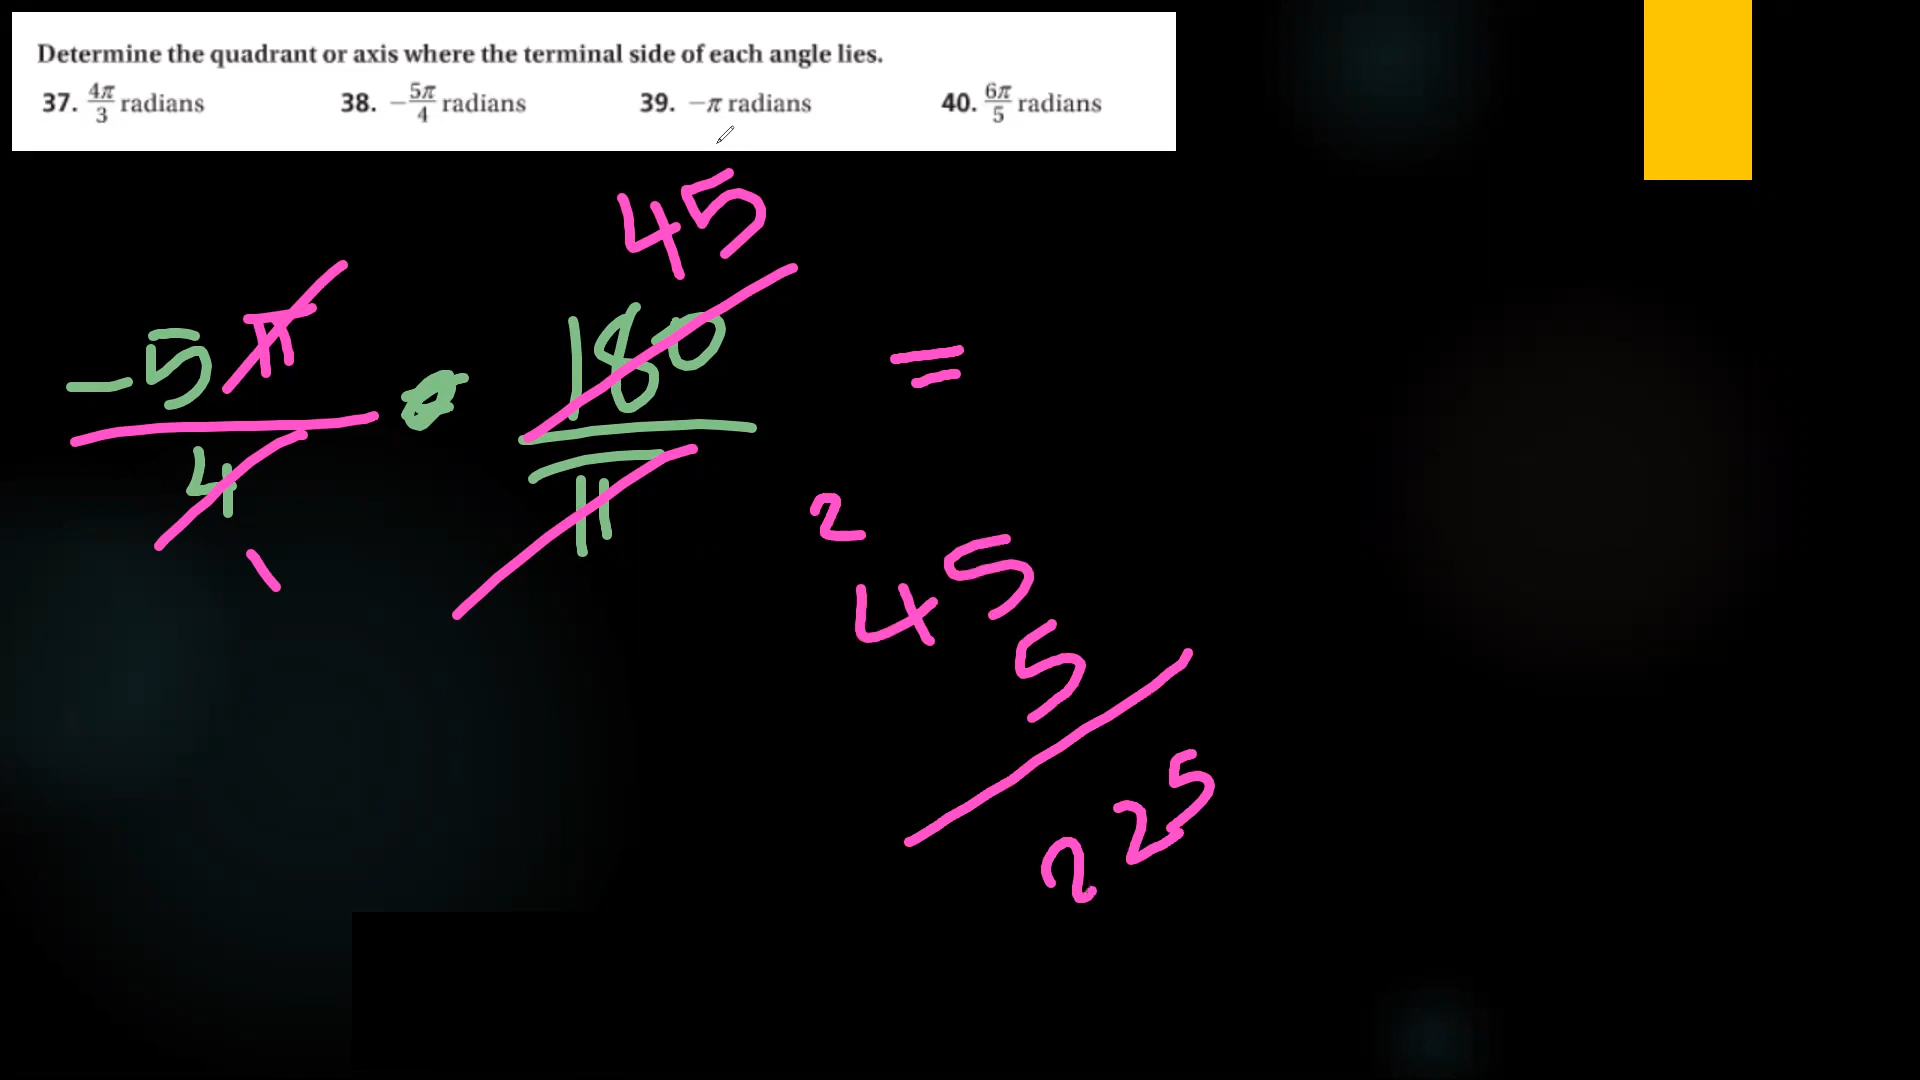 Determine the quadrant or axis where the terminal side of each angle lies.
37. 4π/3 radians 38. −5π/4 radians 39. −π radians 40. 6π/5 radians
45
−5π/4 • 180/π =
1
2
45
5
225